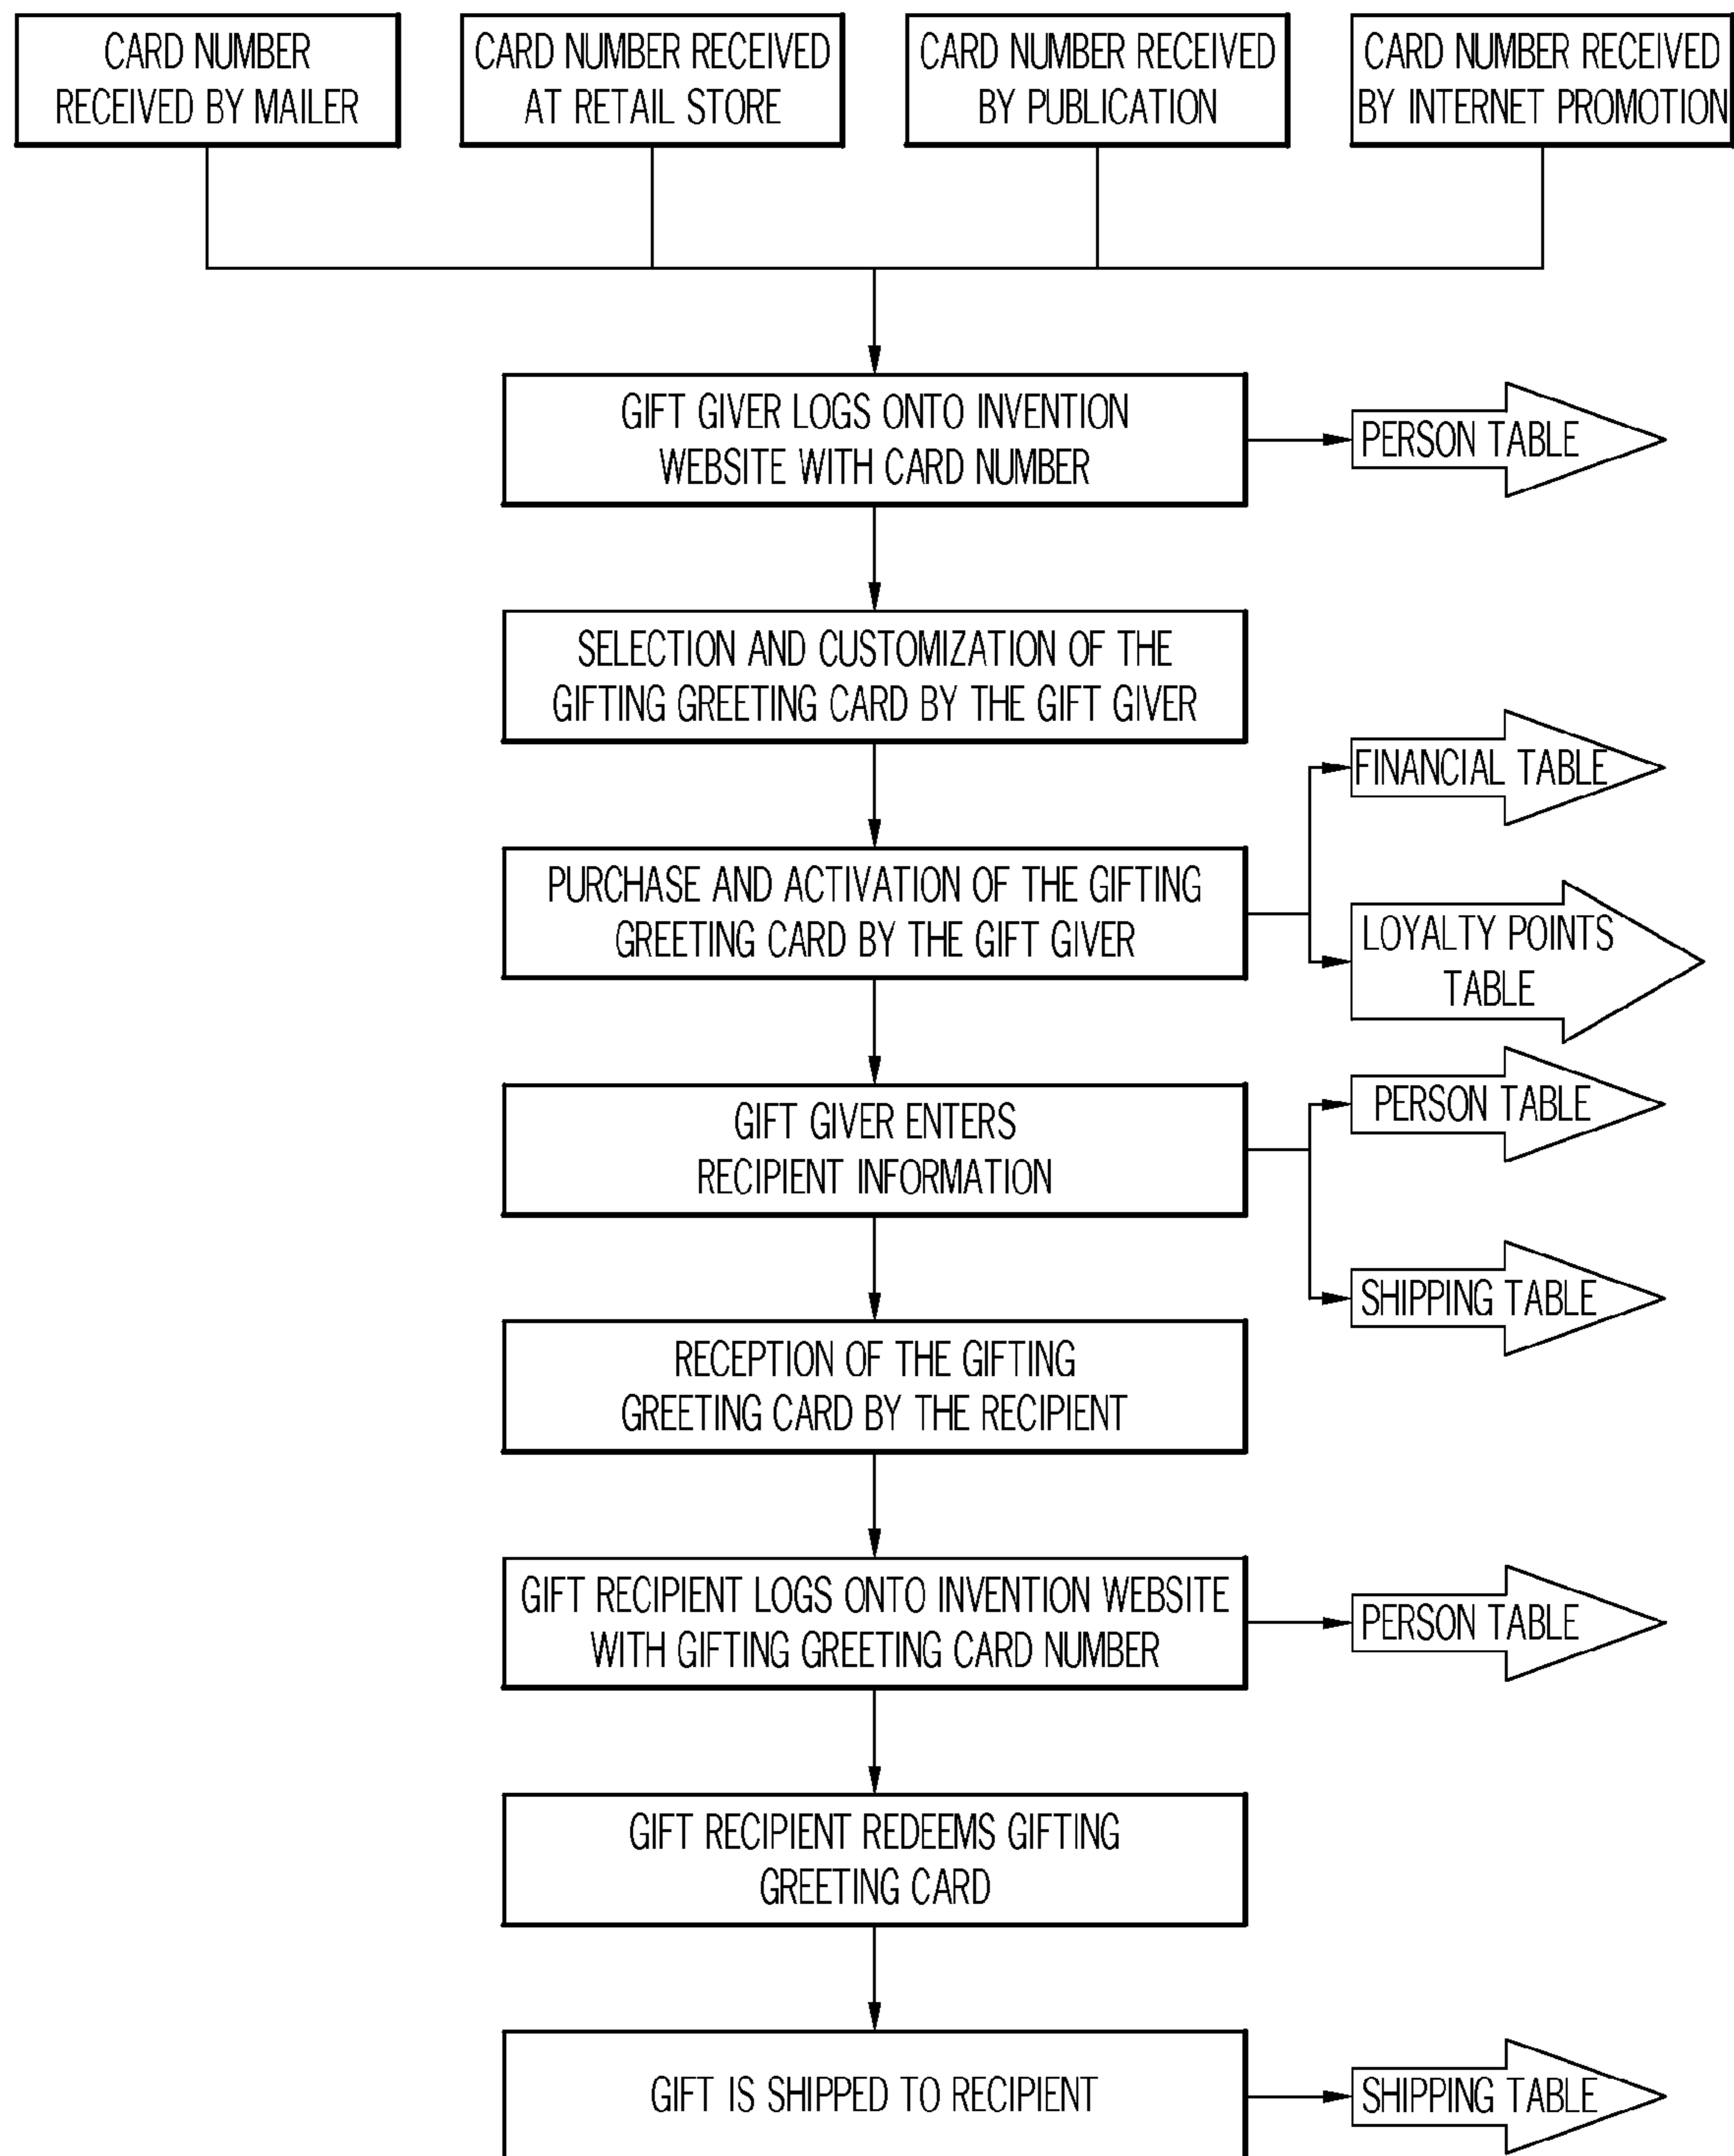 CARD NUMBER
RECEIVED BY MAILER
CARD NUMBER RECEIVED
AT RETAIL STORE
CARD NUMBER RECEIVED
BY PUBLICATION
CARD NUMBER RECEIVED
BY INTERNET PROMOTION
GIFT GIVER LOGS ONTO INVENTION
WEBSITE WITH CARD NUMBER
PERSON TABLE
SELECTION AND CUSTOMIZATION OF THE
GIFTING GREETING CARD BY THE GIFT GIVER
PURCHASE AND ACTIVATION OF THE GIFTING
GREETING CARD BY THE GIFT GIVER
FINANCIAL TABLE
LOYALTY POINTS
TABLE
GIFT GIVER ENTERS
RECIPIENT INFORMATION
PERSON TABLE
SHIPPING TABLE
RECEPTION OF THE GIFTING
GREETING CARD BY THE RECIPIENT
GIFT RECIPIENT LOGS ONTO INVENTION WEBSITE
WITH GIFTING GREETING CARD NUMBER
PERSON TABLE
GIFT RECIPIENT REDEEMS GIFTING
GREETING CARD
GIFT IS SHIPPED TO RECIPIENT
SHIPPING TABLE